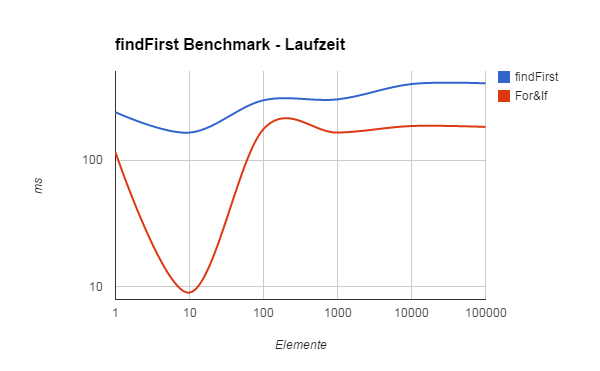 findFirst Benchmark - Laufzeit
findFirst
For&If
100
ms
10
1 10 100 1000 10000 100000
Elemente